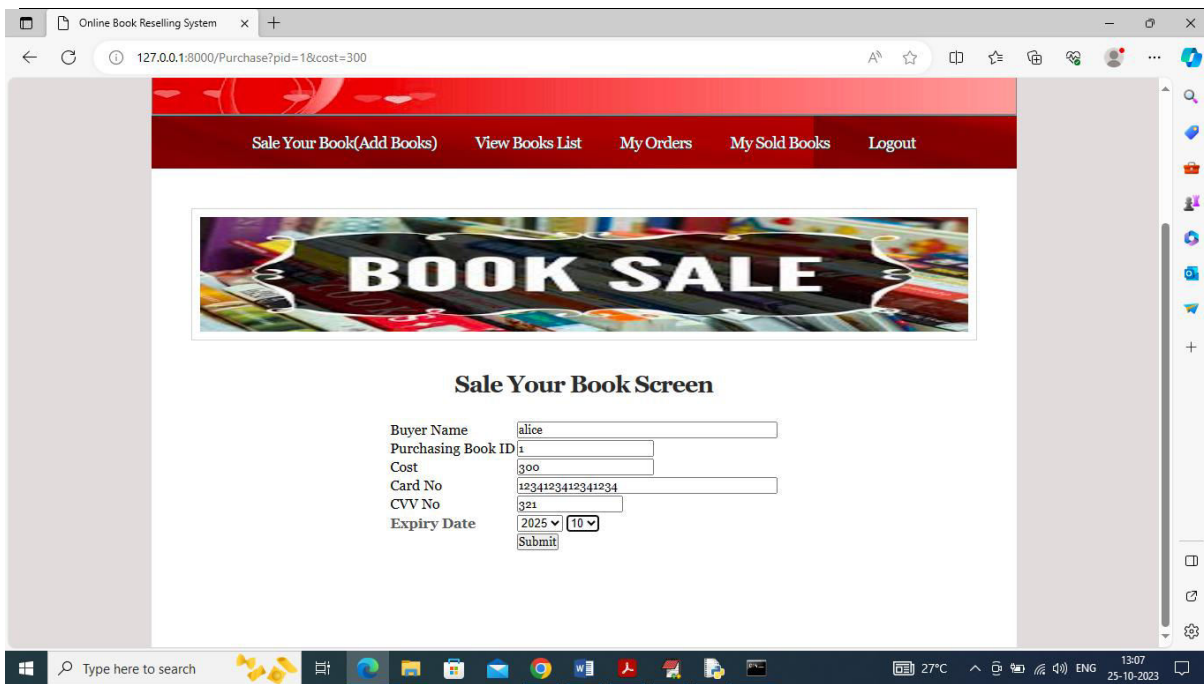 Online Book Reselling System
127.0.0.1:8000/Purchase?pid=1&cost=300
Sale Your Book(Add Books) View Books List My Orders My Sold Books Logout
BOOK SALE
Sale Your Book Screen
Buyer Name alice
Purchasing Book ID 1
Cost 300
Card No 1234123412341234
CVV No 321
Expiry Date 2025 10
Submit
Type here to search 27°C ENG 13:07
25-10-2023